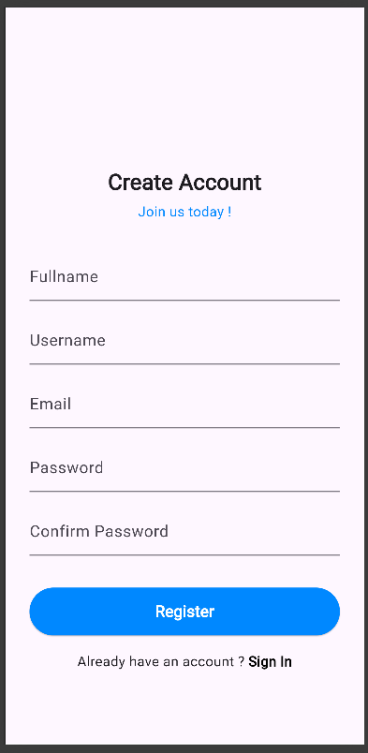 Create Account
Join us today !
Fullname
Username
Email
Password
Confirm Password
Register
Already have an account ? Sign In